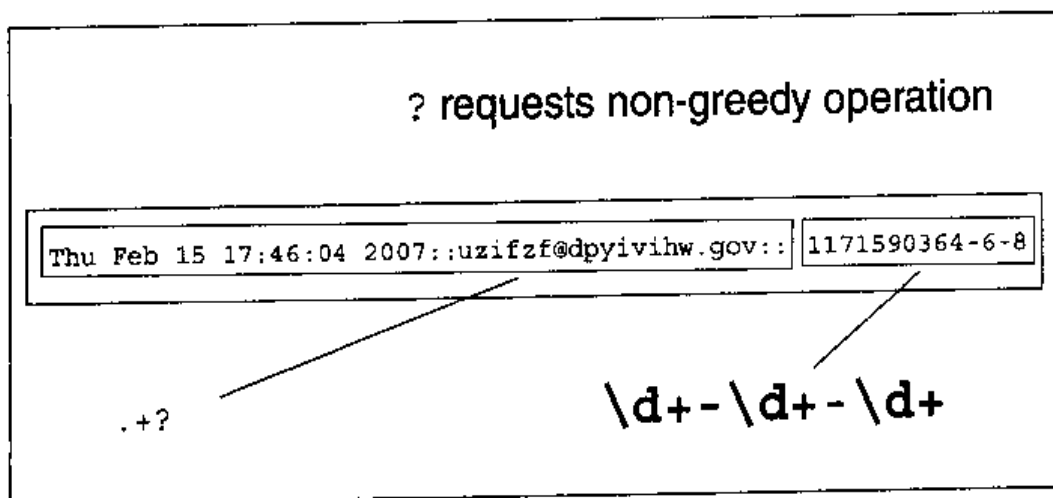 ? requests non-greedy operation
Thu Feb 15 17:46:04 2007::uzifzf@dpyivihw.gov:: 1171590364-6-8
.+?
\d+-\d+-\d+